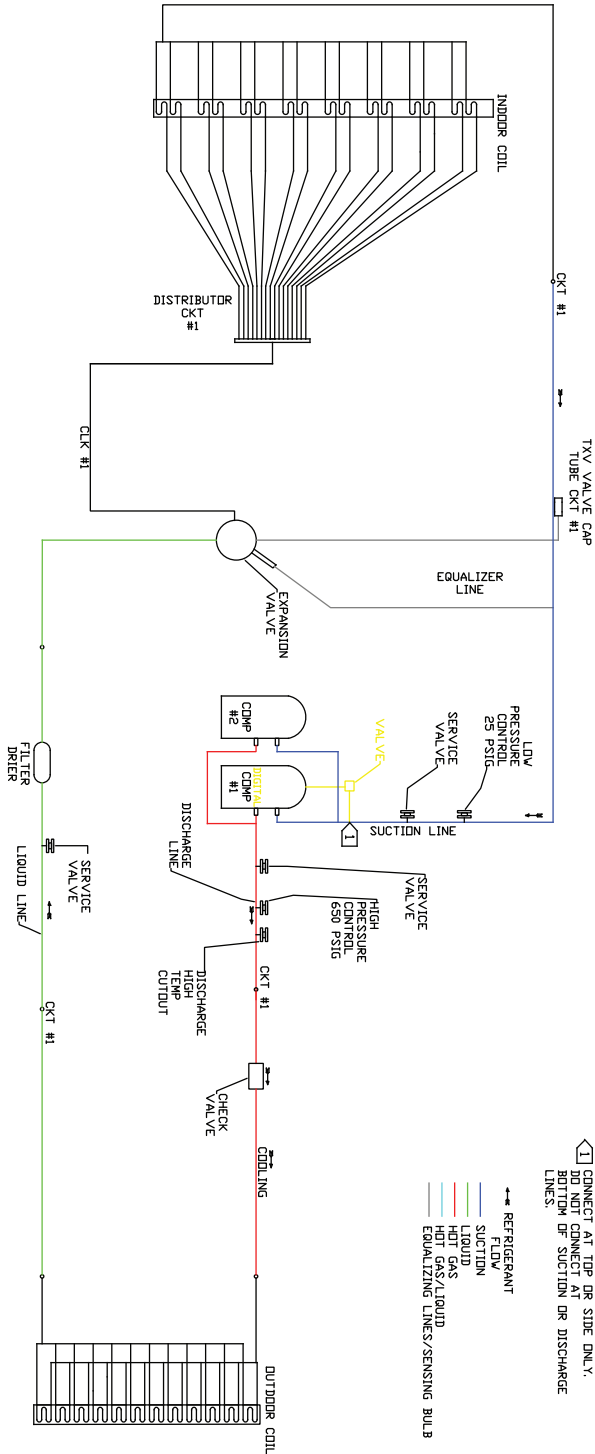 INDOOR COIL
DISTRIBUTOR
CKT
#1
CKT #1
CLK #1
TXV VALVE CAP
TUBE CKT #1
EQUALIZER
LINE
EXPANSION
VALVE
COMP
#2
DIGITAL
COMP
#1
VALVE
SERVICE
VALVE
LOW
PRESSURE
CONTROL
25 PSIG
1
SUCTION LINE
FILTER
DRIER
SERVICE
VALVE
LIQUID LINE
CKT #1
DISCHARGE
LINE
SERVICE
VALVE
HIGH
PRESSURE
CONTROL
650 PSIG
DISCHARGE
HIGH
TEMP
CUTOUT
CKT #1
CHECK
VALVE
COOLING
OUTDOOR COIL
1
CONNECT AT TOP OR SIDE ONLY.
DO NOT CONNECT AT
BOTTOM OF SUCTION OR DISCHARGE
LINES.
REFRIGERANT
FLOW
SUCTION
LIQUID
HOT GAS
HOT GAS/LIQUID
EQUALIZING LINES/SENSING BULB